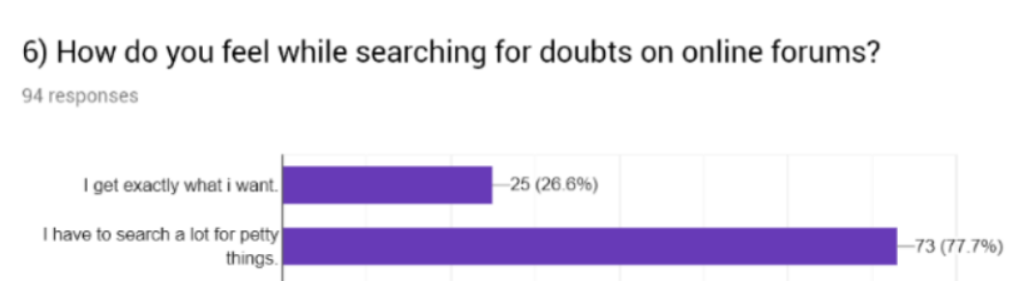 6) How do you feel while searching for doubts on online forums?
94 responses
I get exactly what i want.
25 (26.6%)
I have to search a lot for petty
things.
73 (77.7%)